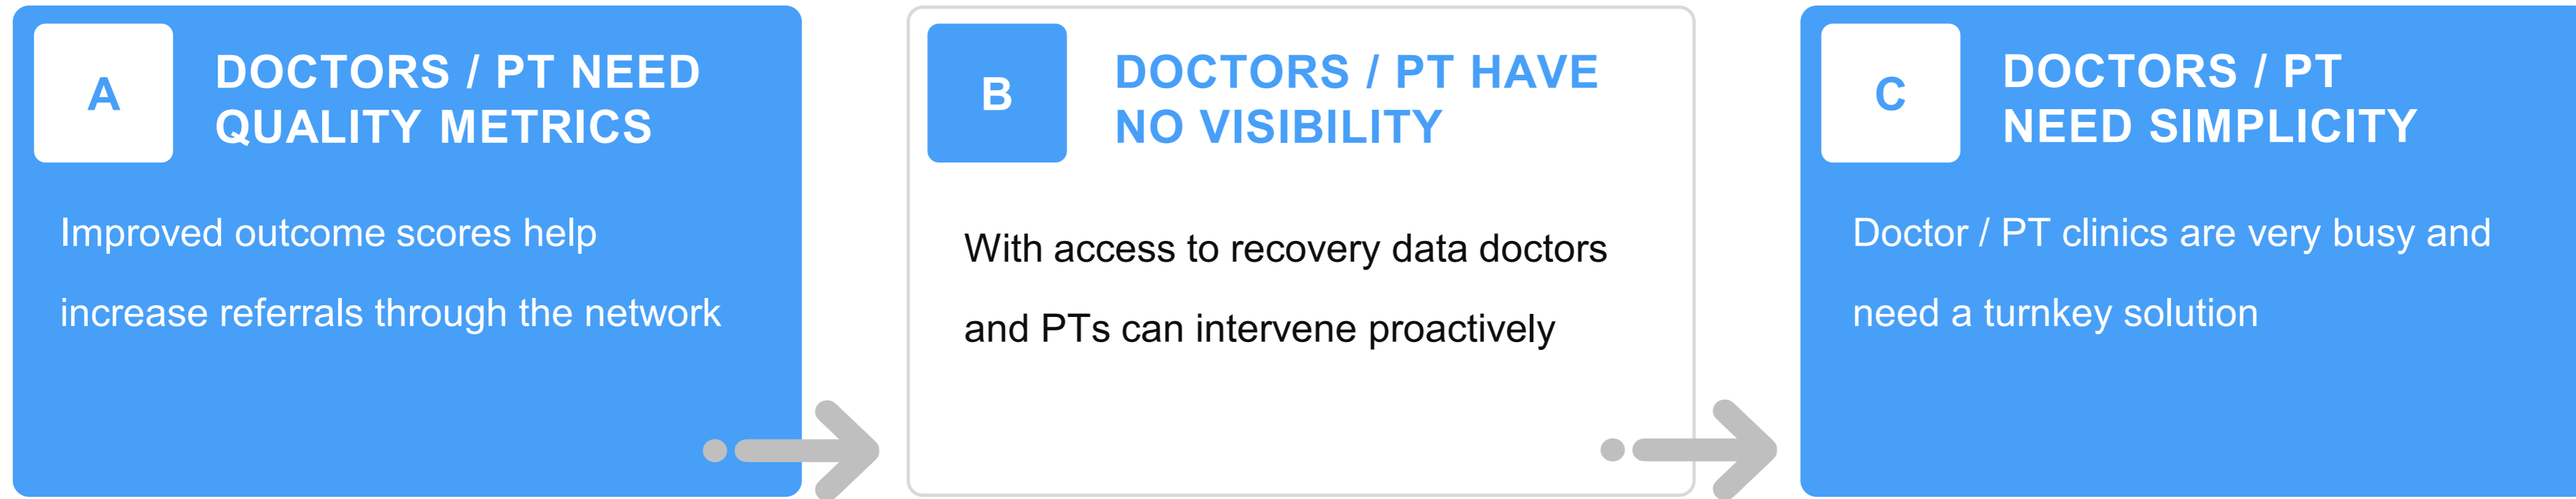 A
DOCTORS / PT NEED
QUALITY METRICS
Improved outcome scores help
increase referrals through the network
B
DOCTORS / PT HAVE
NO VISIBILITY
With access to recovery data doctors
and PTs can intervene proactively
C
DOCTORS / PT
NEED SIMPLICITY
Doctor / PT clinics are very busy and
need a turnkey solution